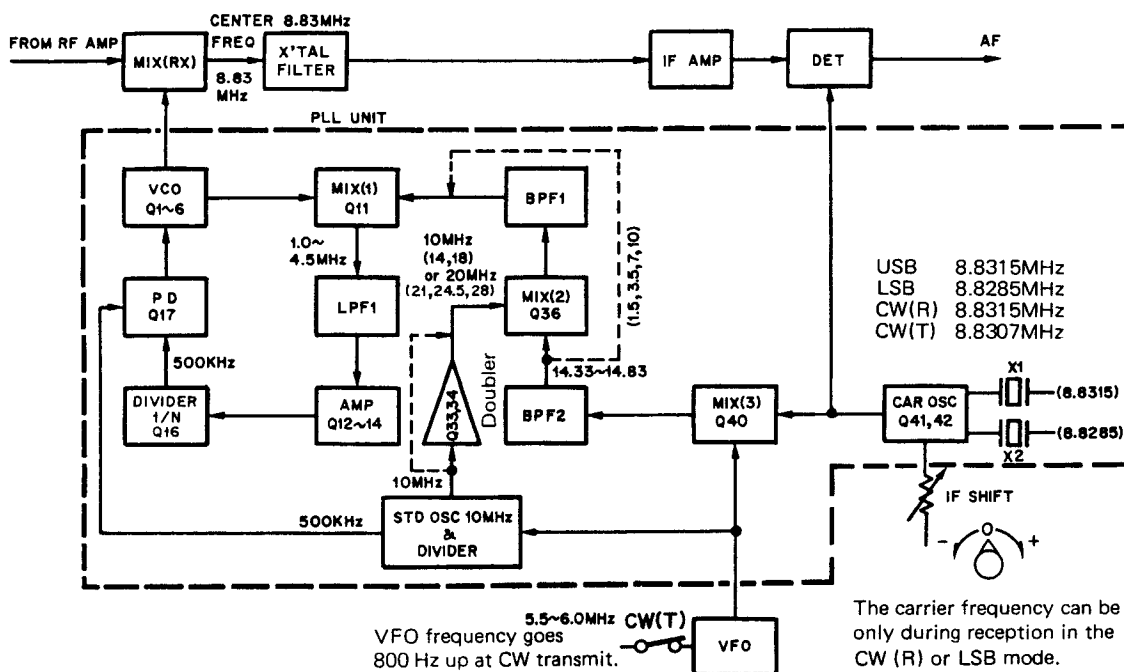 CENTER 8.83MHz
FROM RF AMP
FREQ
AF
MIX(RX)
X'TAL
FILTER
IF AMP
DET
8.83
MHz
PLL UNIT
VCO
Q1~6
MIX(1)
Q11
BPF1
1.0~
4.5MHz
10MHz
(14,18)
or 20MHz
(21,24.5,28)
(1.5,3.5,7,10)
USB 8.8315MHz
LSB 8.8285MHz
CW(R) 8.8315MHz
CW(T) 8.8307MHz
PD
Q17
LPF1
MIX(2)
Q36
500KHz
Doubler
14.33~14.83
X1
DIVIDER
1/N
Q16
AMP
Q12~14
Q33,34
BPF2
MIX(3)
Q40
CAR OSC
Q41,42
(8.8315)
(8.8285)
X2
10MHz
IF SHIFT
500KHz
STD OSC 10MHz
&
DIVIDER
- 0 +
5.5~6.0MHz
CW(T)
VFO
VFO frequency goes
800 Hz up at CW transmit.
The carrier frequency can be
only during reception in the
CW (R) or LSB mode.